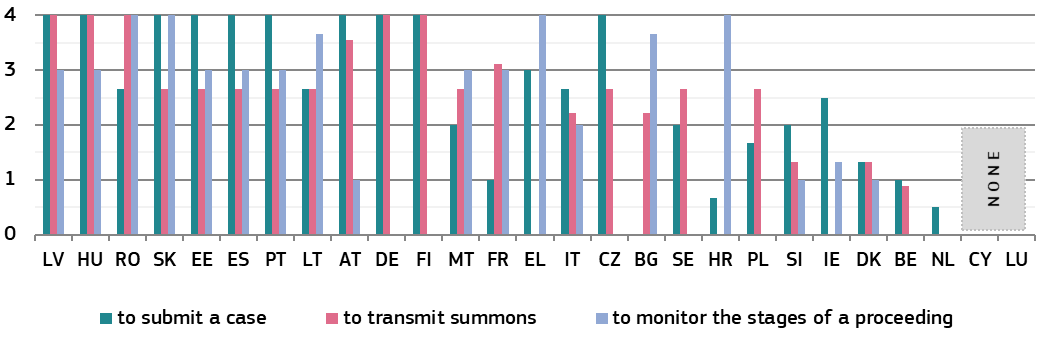 4
3
2
1
0
NONE
LV HU RO SK EE ES PT LT AT DE FI MT FR EL IT CZ BG SE HR PL SI IE DK BE NL CY LU
to submit a case to transmit summons to monitor the stages of a proceeding